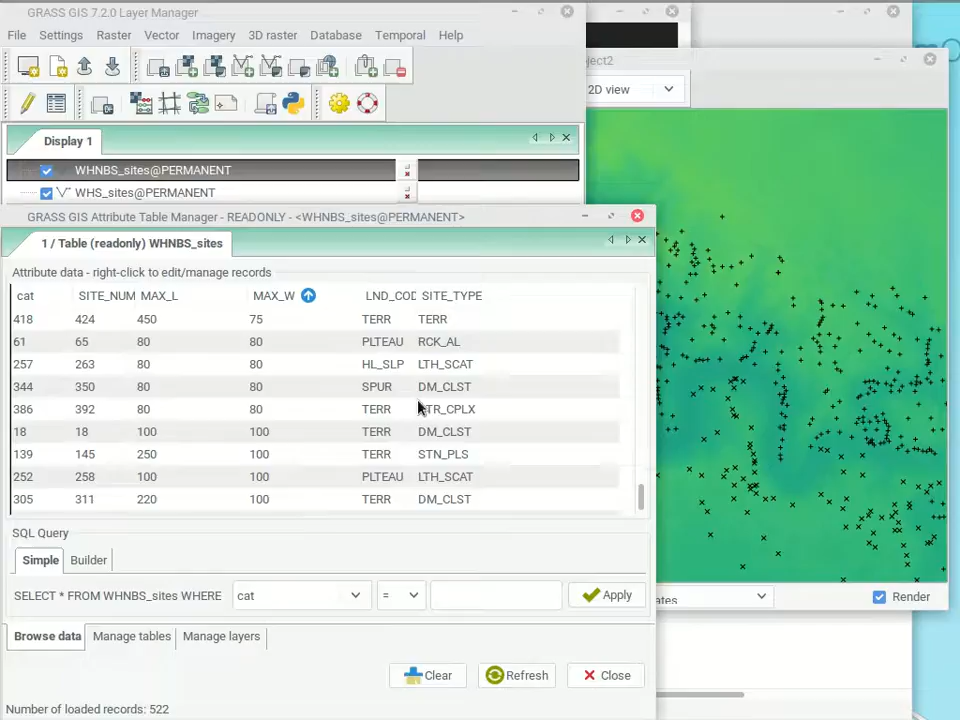 GRASS GIS 7.2.0 Layer Manager
File Settings Raster Vector Imagery 3D raster Database Temporal Help
ject2
2D view
Display 1
WHNBS_sites@PERMANENT
WHS_sites@PERMANENT
GRASS GIS Attribute Table Manager - READONLY - <WHNBS_sites@PERMANENT>
1 / Table (readonly) WHNBS_sites
Attribute data - right-click to edit/manage records
cat SITE_NUM MAX_L MAX_W LND_COD SITE_TYPE
418 424 450 75 TERR TERR
61 65 80 80 PLTEAU RCK_AL
257 263 80 80 HL_SLP LTH_SCAT
344 350 80 80 SPUR DM_CLST
386 392 80 80 TERR TR_CPLX
18 18 100 100 TERR DM_CLST
139 145 250 100 TERR STN_PLS
252 258 100 100 PLTEAU LTH_SCAT
305 311 220 100 TERR DM_CLST
SQL Query
Simple Builder
SELECT * FROM WHNBS_sites WHERE cat = Apply
ates Render
Browse data Manage tables Manage layers
Clear Refresh Close
Number of loaded records: 522